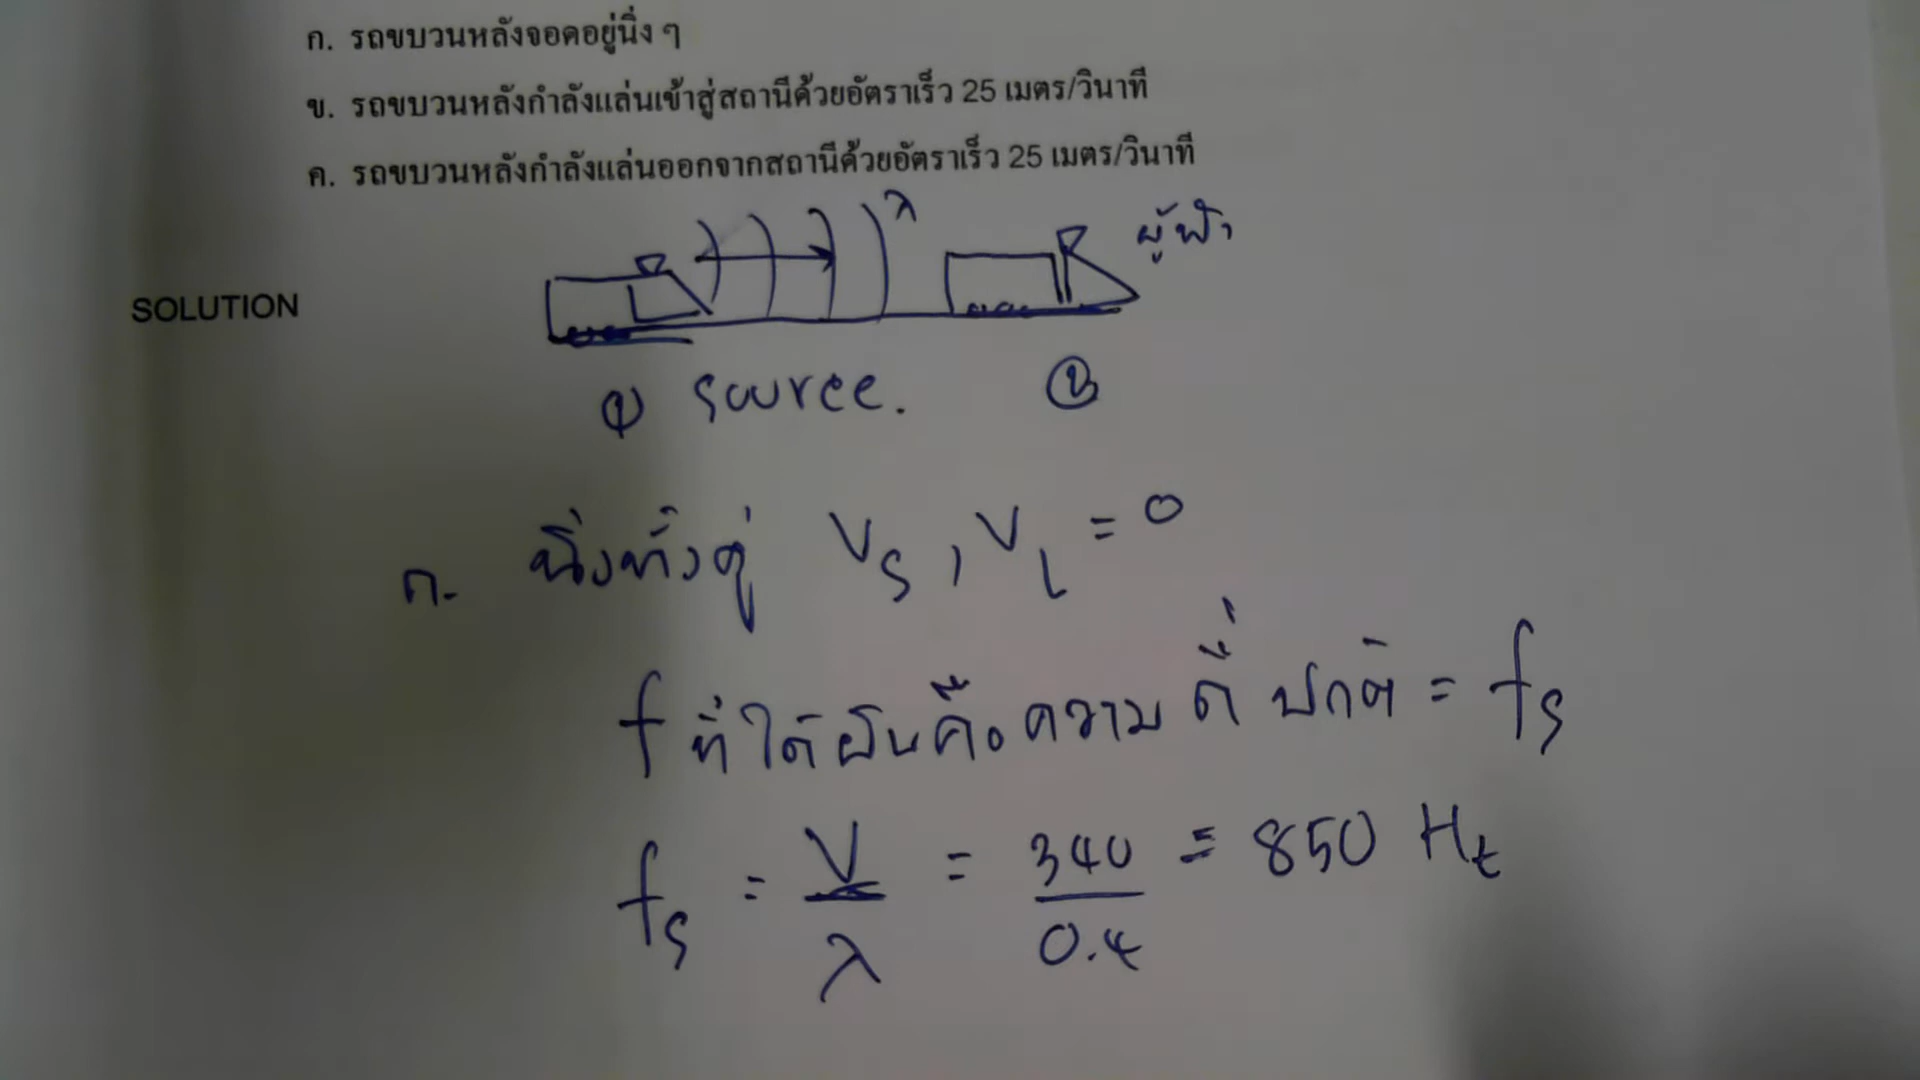 ก. รถขบวนหลังจอดอยู่นิ่ง ๆ
ข. รถขบวนหลังกำลังแล่นเข้าสู่สถานีด้วยอัตราเร็ว 25 เมตร/วินาที
ค. รถขบวนหลังกำลังแล่นออกจากสถานีด้วยอัตราเร็ว 25 เมตร/วินาที
λ
ผู้ฟัง
SOLUTION
① source. ②
ก. นิ่งทั้งคู่ V_S , V_L = 0
f ที่ได้ยินคือความถี่ ปกติ = f_S
f_S = V/λ = 340/0.4 = 850 Hz